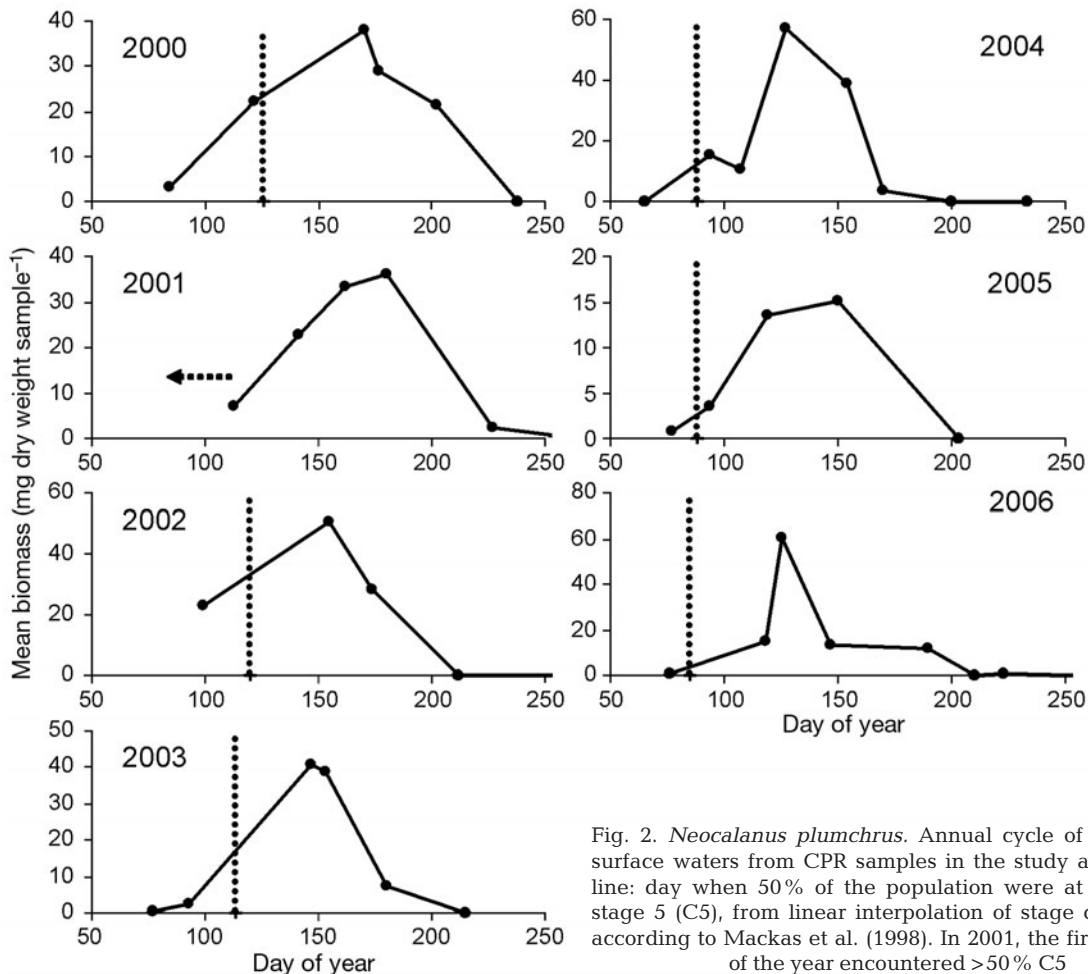 Mean biomass (mg dry weight sample⁻¹)
2000
40
30
20
10
0
50 100 150 200 250
2004
60
40
20
0
50 100 150 200 250
2001
40
30
20
10
0
50 100 150 200 250
2005
20
15
10
5
0
50 100 150 200 250
2002
60
40
20
0
50 100 150 200 250
2006
80
60
40
20
0
50 100 150 200 250
Day of year
2003
50
40
30
20
10
0
50 100 150 200 250
Day of year
Fig. 2. Neocalanus plumchrus. Annual cycle of
surface waters from CPR samples in the study a
line: day when 50% of the population were at
stage 5 (C5), from linear interpolation of stage c
according to Mackas et al. (1998). In 2001, the fir
of the year encountered >50% C5